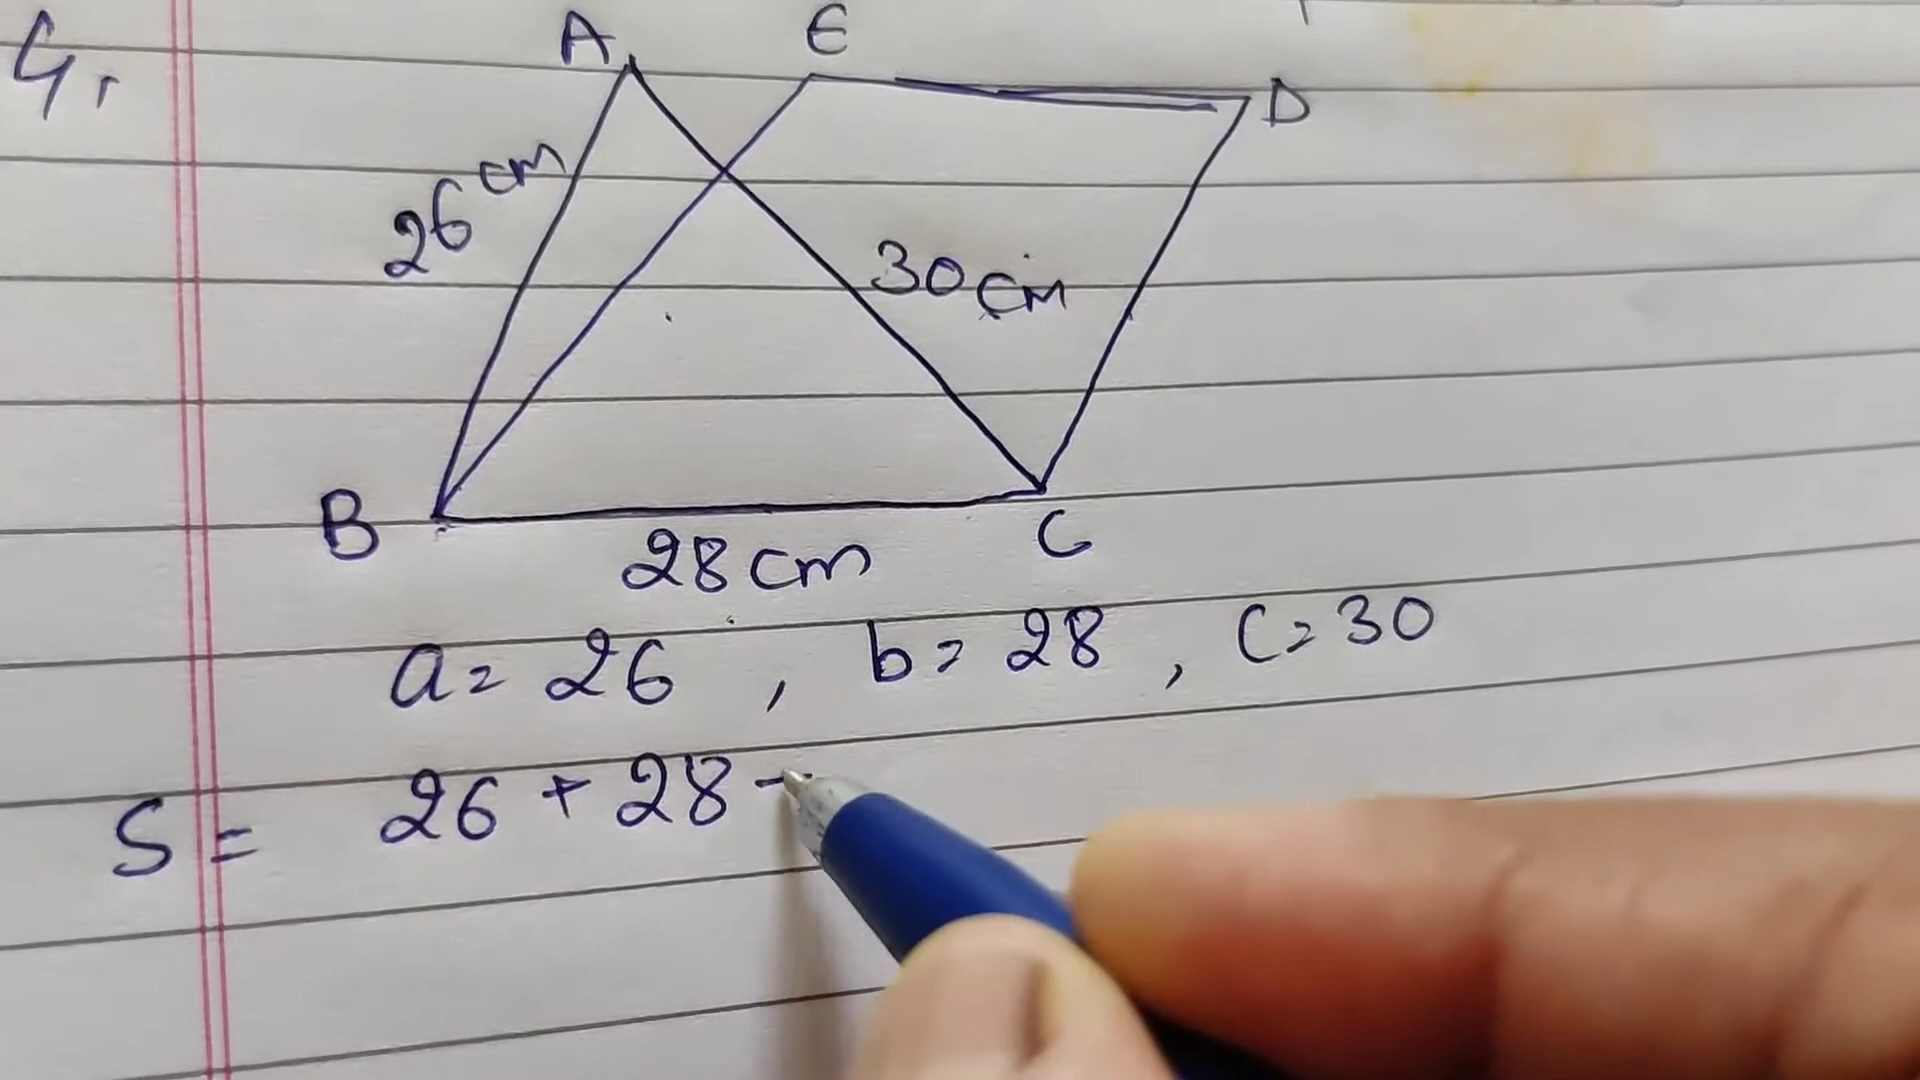 4.
A E
D
26 cm
30 cm
B
C
28 cm
a = 26 , b = 28 , c = 30
S = 26 + 28 -